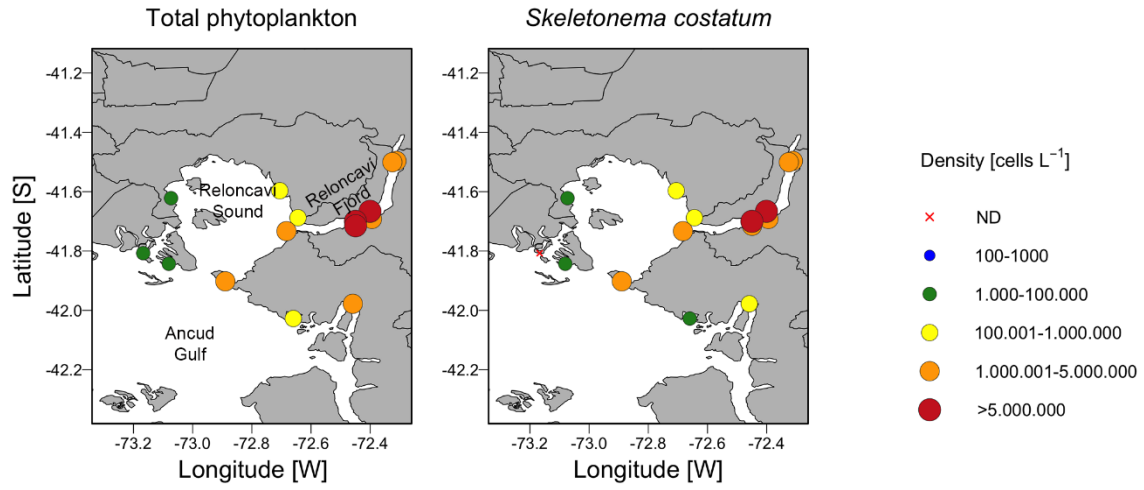 Total phytoplankton
Skeletonema costatum
-41.2
-41.4
-41.6
-41.8
-42.0
-42.2
Latitude [S]
Reloncavi
Sound
Reloncaví
Fjord
Ancud
Gulf
-73.2
-73.0
-72.8
-72.6
-72.4
Longitude [W]
-41.2
-41.4
-41.6
-41.8
-42.0
-42.2
-73.2
-73.0
-72.8
-72.6
-72.4
Longitude [W]
Density [cells L⁻¹]
ND
100-1000
1.000-100.000
100.001-1.000.000
1.000.001-5.000.000
>5.000.000